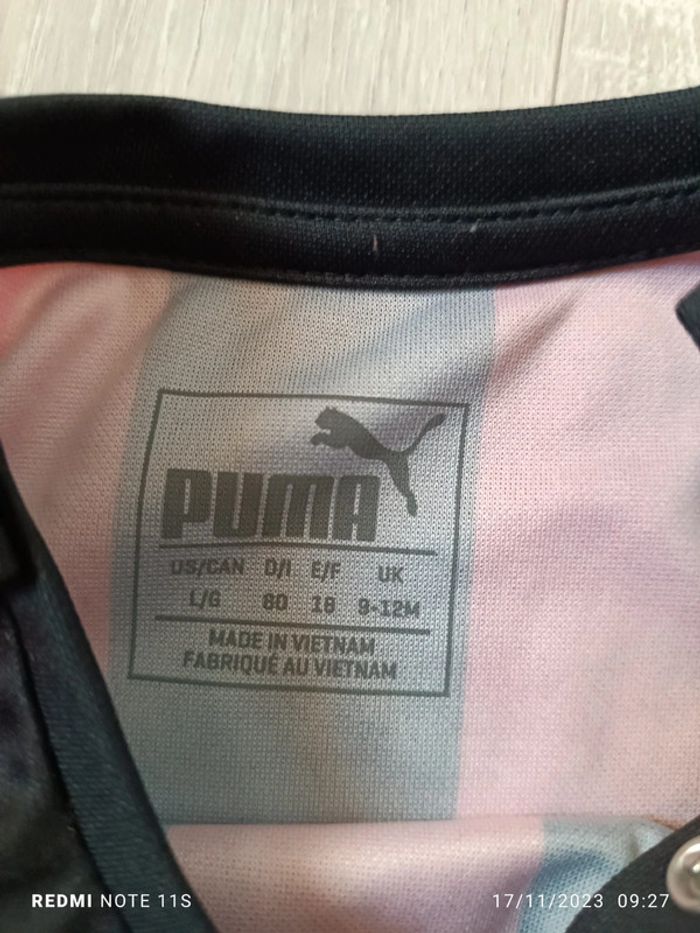 PUMA
US/CAN D/I E/F UK
L/G 80 18 9-12M
MADE IN VIETNAM
FABRIQUÉ AU VIETNAM
REDMI NOTE 11S
17/11/2023 09:27